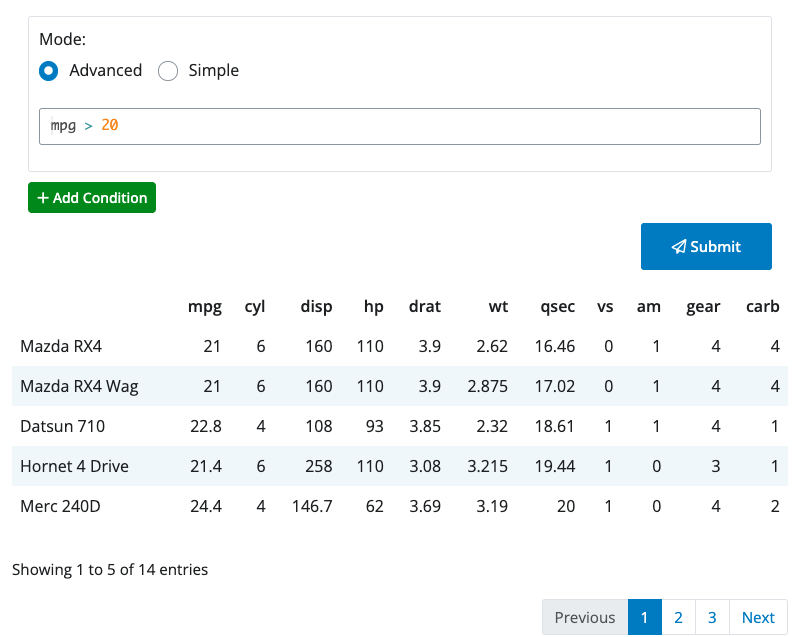 Mode:
Advanced Simple
mpg > 20
+ Add Condition
Submit
mpg cyl disp hp drat wt qsec vs am gear carb
Mazda RX4 21 6 160 110 3.9 2.62 16.46 0 1 4 4
Mazda RX4 Wag 21 6 160 110 3.9 2.875 17.02 0 1 4 4
Datsun 710 22.8 4 108 93 3.85 2.32 18.61 1 1 4 1
Hornet 4 Drive 21.4 6 258 110 3.08 3.215 19.44 1 0 3 1
Merc 240D 24.4 4 146.7 62 3.69 3.19 20 1 0 4 2
Showing 1 to 5 of 14 entries
Previous 1 2 3 Next